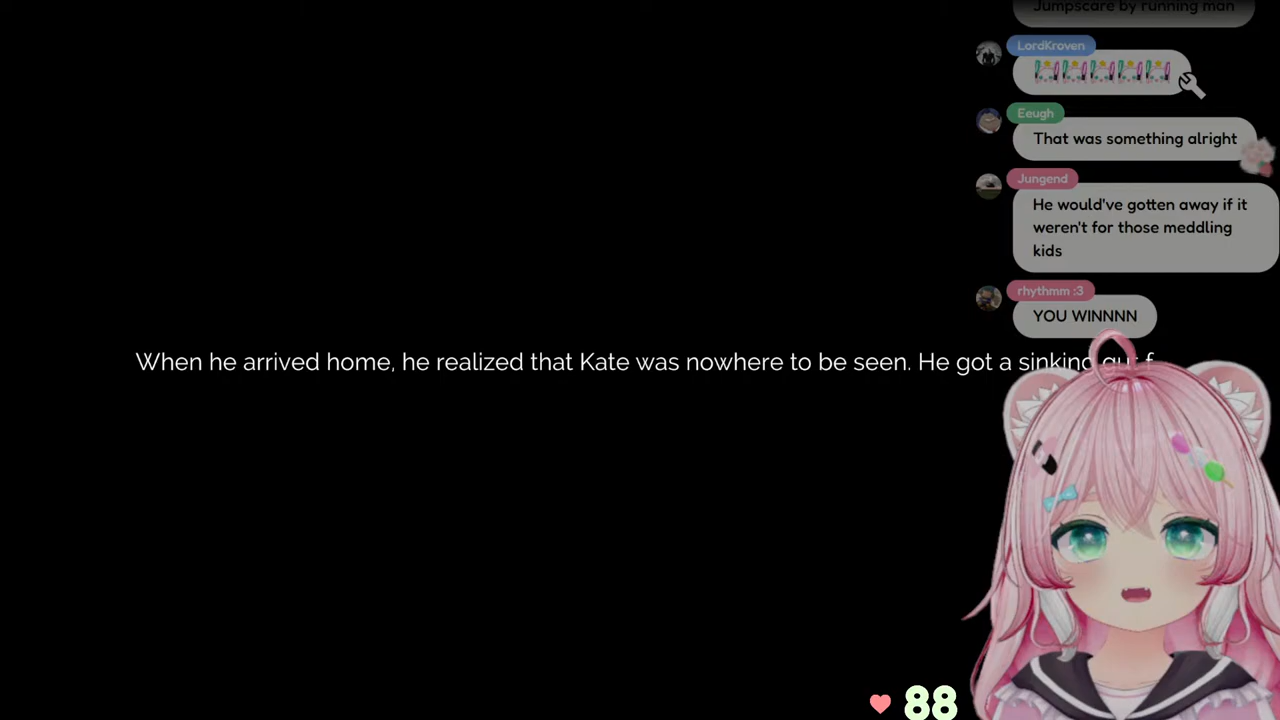 Jumpscare by running man
LordKroven
Eeugh
That was something alright
Jungend
He would've gotten away if it
weren't for those meddling
kids
rhythmm :3
YOU WINNNN
When he arrived home, he realized that Kate was nowhere to be seen. He got a sinking
88